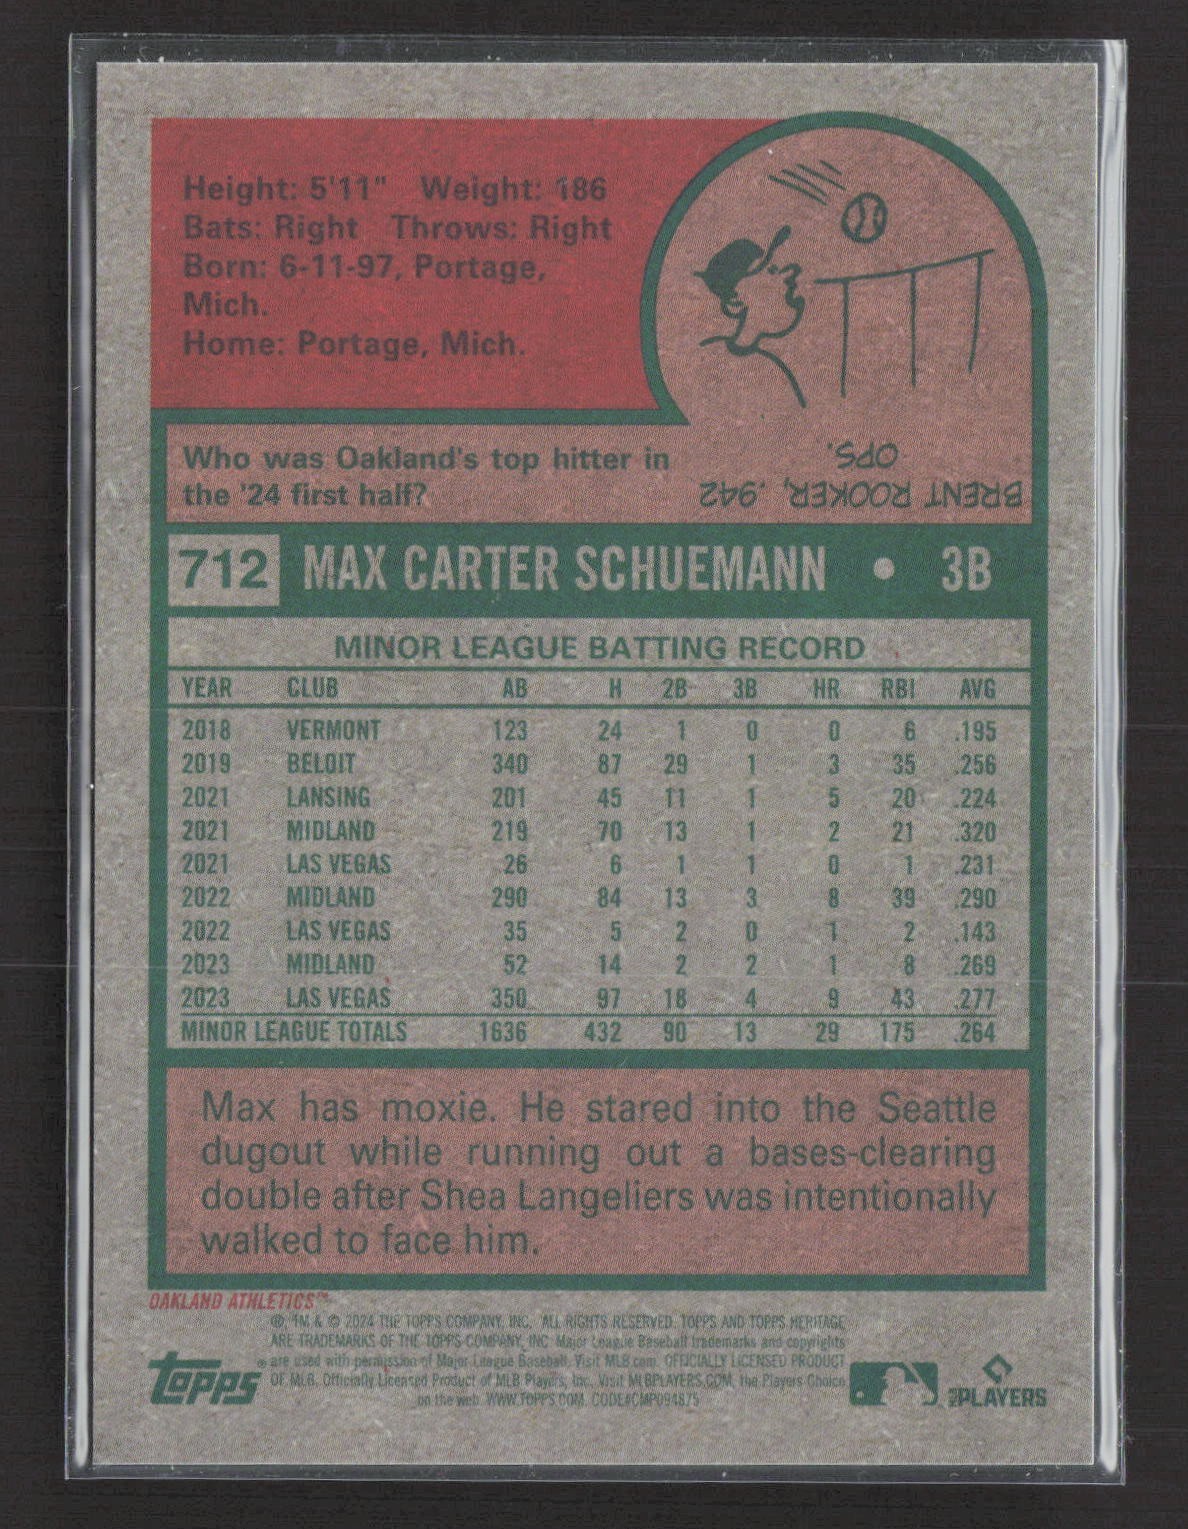 Height: 5'11" Weight: 186
Bats: Right Throws: Right
Born: 6-11-97, Portage,
Mich.
Home: Portage, Mich.
Who was Oakland's top hitter in
the '24 first half?
BRENT ROOKER, .942
OPS.
712 MAX CARTER SCHUEMANN • 3B
MINOR LEAGUE BATTING RECORD
YEAR CLUB AB H 2B 3B HR RBI AVG
2018 VERMONT 123 24 1 0 0 6 .195
2019 BELOIT 340 87 29 1 3 35 .256
2021 LANSING 201 45 11 1 5 20 .224
2021 MIDLAND 219 70 13 1 2 21 .320
2021 LAS VEGAS 26 6 1 1 0 1 .231
2022 MIDLAND 290 84 13 3 8 39 .290
2022 LAS VEGAS 35 5 2 0 1 2 .143
2023 MIDLAND 52 14 2 2 1 8 .269
2023 LAS VEGAS 350 97 18 4 9 43 .277
MINOR LEAGUE TOTALS 1636 432 90 13 29 175 .264
Max has moxie. He stared into the Seattle
dugout while running out a bases-clearing
double after Shea Langeliers was intentionally
walked to face him.
OAKLAND ATHLETICS™
®, TM & © 2024 THE TOPPS COMPANY, INC. ALL RIGHTS RESERVED. TOPPS AND TOPPS HERITAGE
ARE TRADEMARKS OF THE TOPPS COMPANY, INC. Major League Baseball trademarks and copyrights
are used with permission of Major League Baseball. Visit MLB.com. OFFICIALLY LICENSED PRODUCT
OF MLB. Officially Licensed Product of MLB Players, Inc. Visit MLBPLAYERS.COM, the Players Choice
on the web. WWW.TOPPS.COM. CODE#CMP094875
topps®
MLB PLAYERS